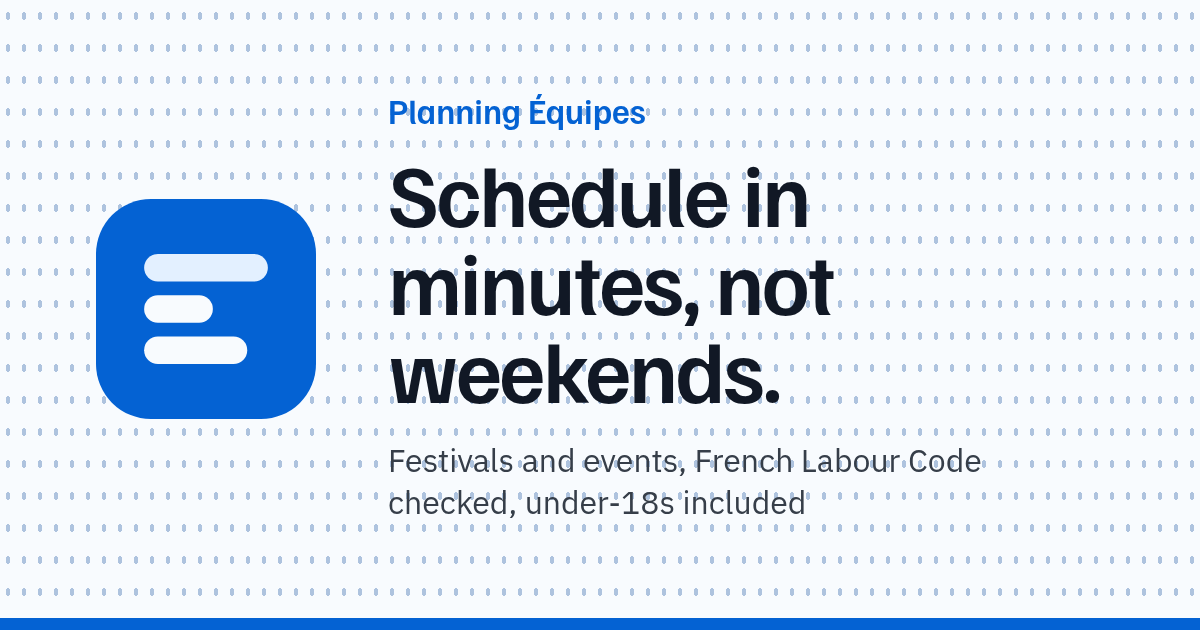 Planning Équipes
Schedule in
minutes, not
weekends.
Festivals and events, French Labour Code
checked, under-18s included